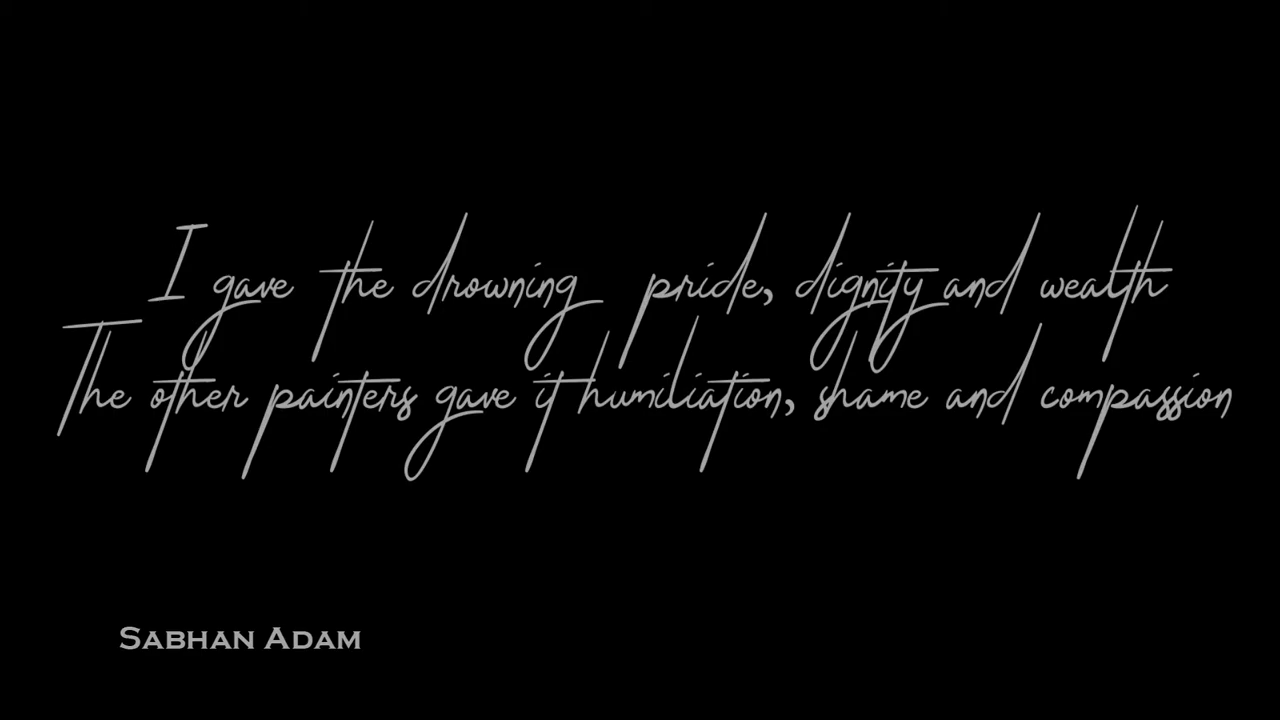 I gave the drowning pride, dignity and wealth
The other painters gave it humiliation, shame and compassion
SABHAN ADAM